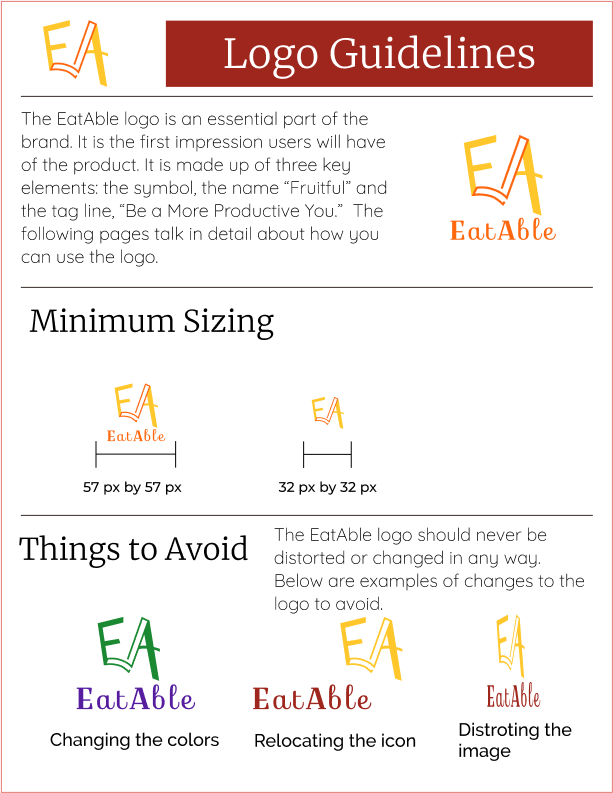 EA
Logo Guidelines
The EatAble logo is an essential part of the
brand. It is the first impression users will have
of the product. It is made up of three key
elements: the symbol, the name “Fruitful” and
the tag line, “Be a More Productive You.”  The
following pages talk in detail about how you
can use the logo.
EA
EatAble
Minimum Sizing
EA
EatAble
57 px by 57 px
EA
32 px by 32 px
Things to Avoid
The EatAble logo should never be
distorted or changed in any way.
Below are examples of changes to the
logo to avoid.
EA
EatAble
Changing the colors
EA
EatAble
Relocating the icon
EA
EatAble
Distroting the
image